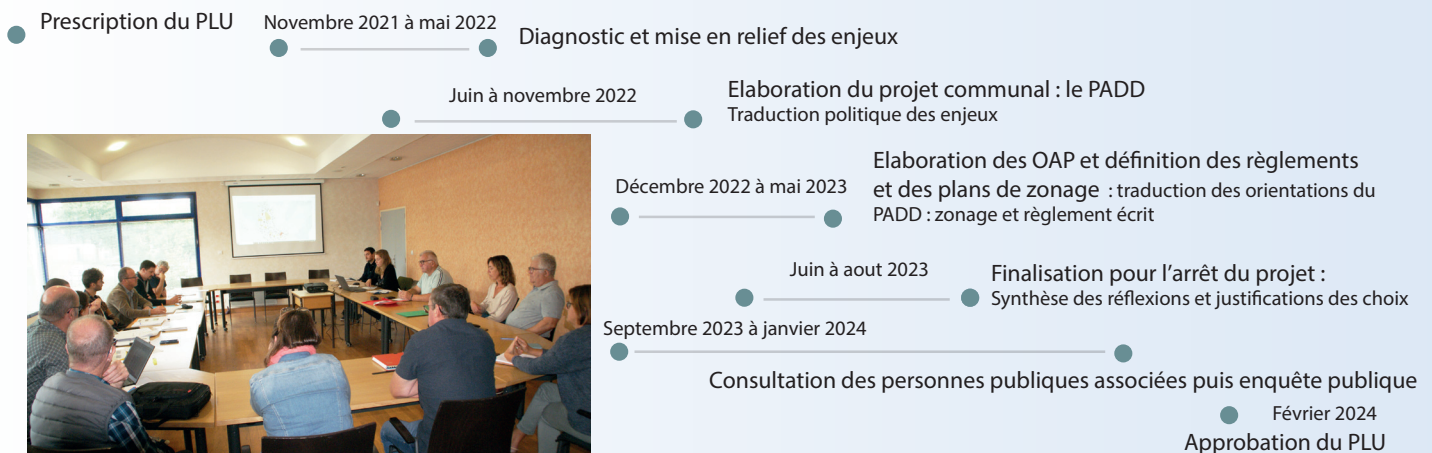 Prescription du PLU
Novembre 2021 à mai 2022
Diagnostic et mise en relief des enjeux
Juin à novembre 2022
Elaboration du projet communal : le PADD
Traduction politique des enjeux
Décembre 2022 à mai 2023
Elaboration des OAP et définition des règlements
et des plans de zonage : traduction des orientations du
PADD : zonage et règlement écrit
Juin à aout 2023
Finalisation pour l'arrêt du projet :
Synthèse des réflexions et justifications des choix
Septembre 2023 à janvier 2024
Consultation des personnes publiques associées puis enquête publique
Février 2024
Approbation du PLU